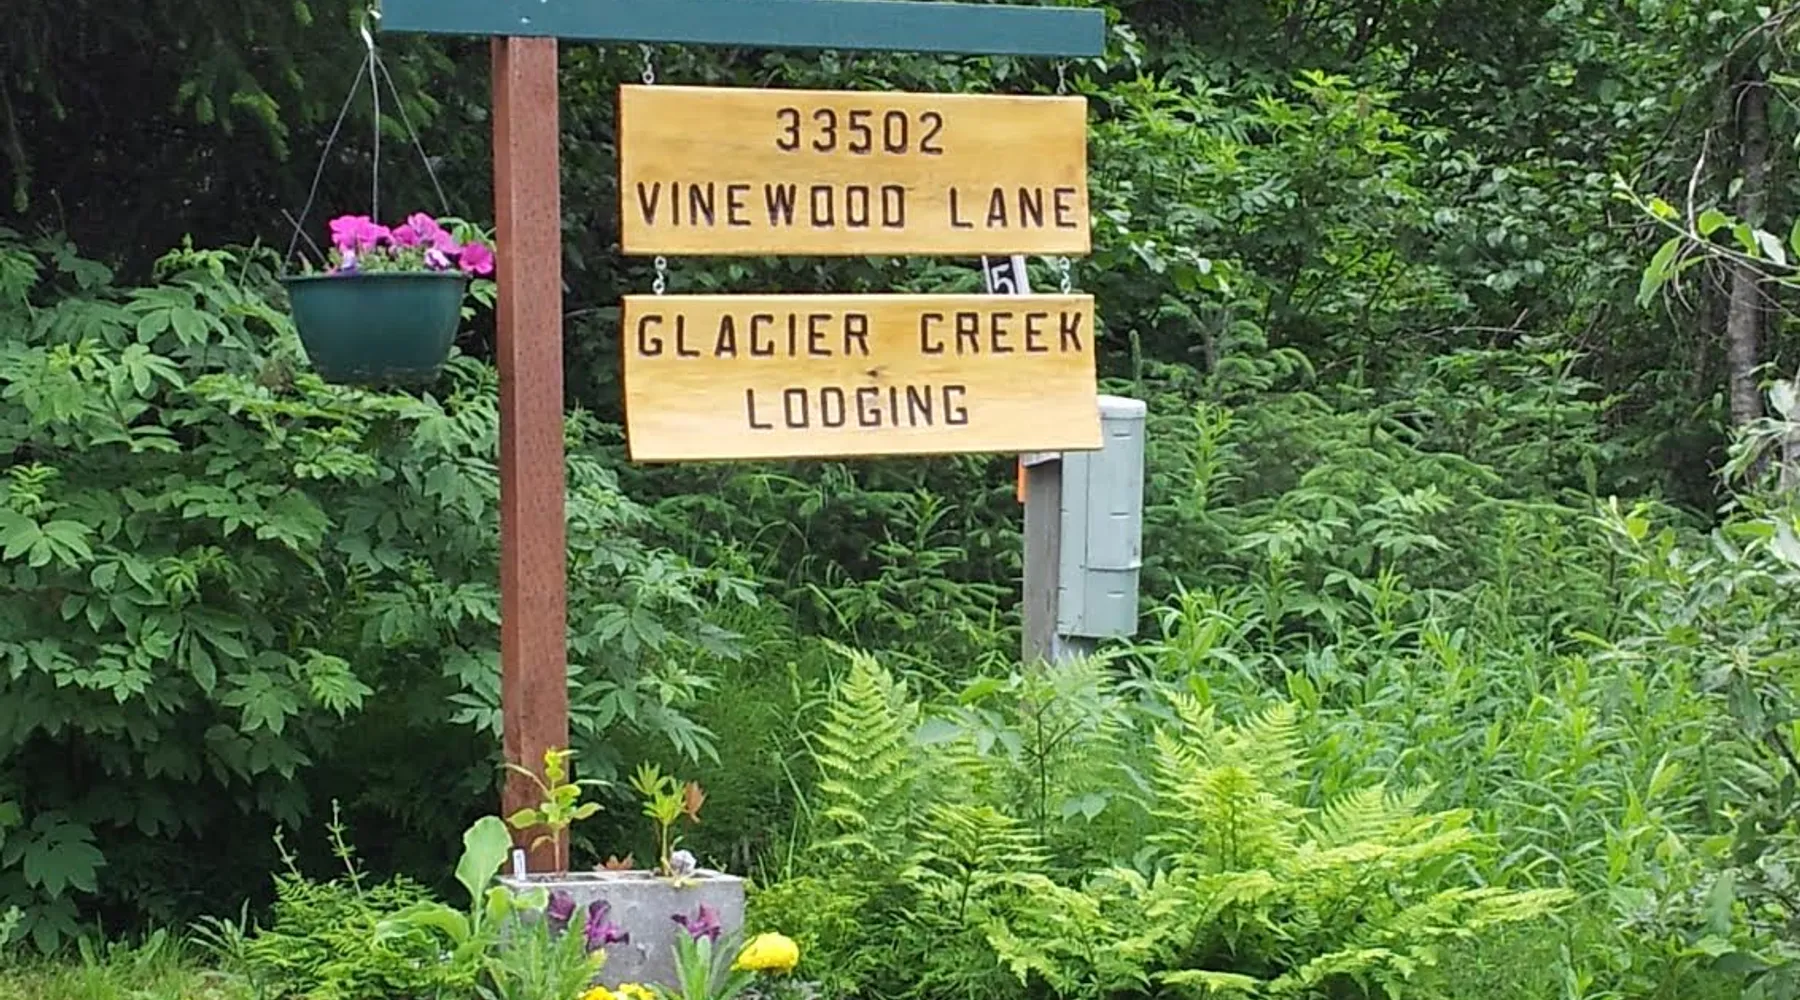 33502
VINEWOOD LANE
5
GLACIER CREEK
LODGING